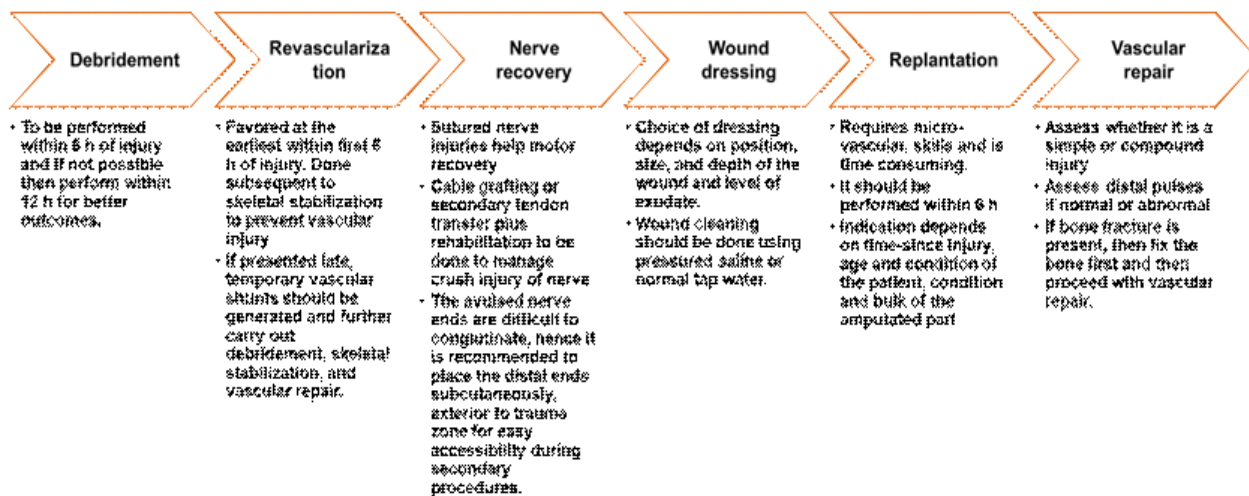 Debridement
• To be performed
within 6 h of injury
and if not possible
then perform within
12 h for better
outcomes.
Revasculariza
tion
• Favored at the
earliest within first 6
h of injury. Done
subsequent to
skeletal stabilization
to prevent vascular
injury
• If presented late,
temporary vascular
shunts should be
generated and further
carry out
debridement, skeletal
stabilization, and
vascular repair.
Nerve
recovery
• Sutured nerve
injuries help motor
recovery
• Cable grafting or
secondary tendon
transfer plus
rehabilitation to be
done to manage
crush injury of nerve
• The avulsed nerve
ends are difficult to
conglutinate, hence it
is recommended to
place the distal ends
subcutaneously,
exterior to trauma
zone for easy
accessibility during
secondary
procedures.
Wound
dressing
• Choice of dressing
depends on position,
size, and depth of the
wound and level of
exudate.
• Wound cleaning
should be done using
pressured saline or
normal tap water.
Replantation
• Requires micro-
vascular, skills and is
time consuming.
• It should be
performed within 6 h
• Indication depends
on time-since injury,
age and condition of
the patient, condition
and bulk of the
amputated part
Vascular
repair
• Assess whether it is a
simple or compound
injury
• Assess distal pulses
if normal or abnormal
• If bone fracture is
present, then fix the
bone first and then
proceed with vascular
repair.